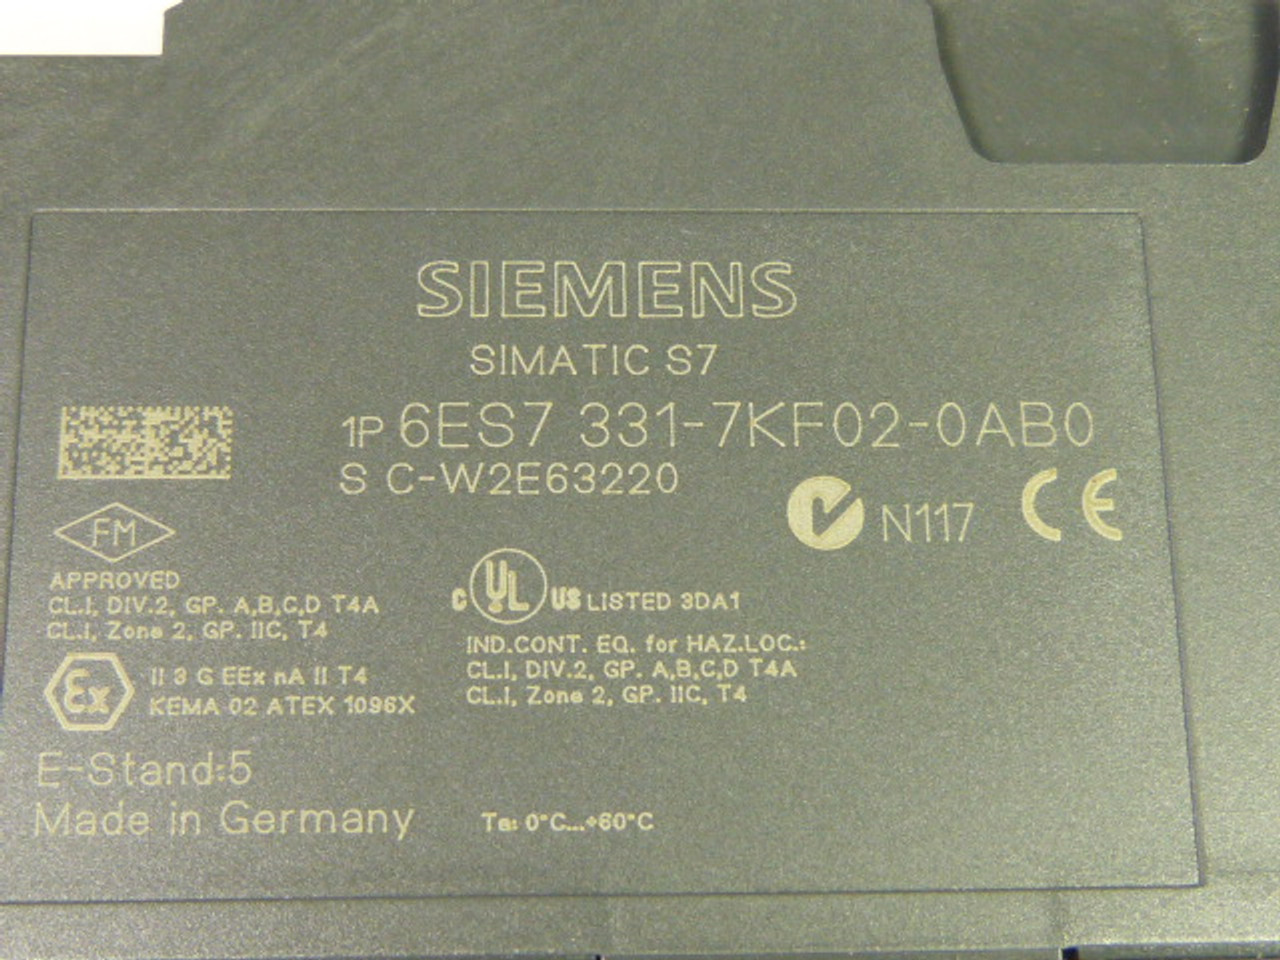 SIEMENS
SIMATIC S7
1P 6ES7 331-7KF02-0AB0
S C-W2E63220
N117 CE
FM
APPROVED
CL.I, DIV.2, GP. A,B,C,D T4A
CL.I, Zone 2, GP. IIC, T4
c UL US LISTED 3DA1
IND.CONT. EQ. for HAZ.LOC.:
CL.I, DIV.2, GP. A,B,C,D T4A
CL.I, Zone 2, GP. IIC, T4
Ex II 3 G EEx nA II T4
KEMA 02 ATEX 1096X
E-Stand:5
Made in Germany
Ta: 0°C...+60°C